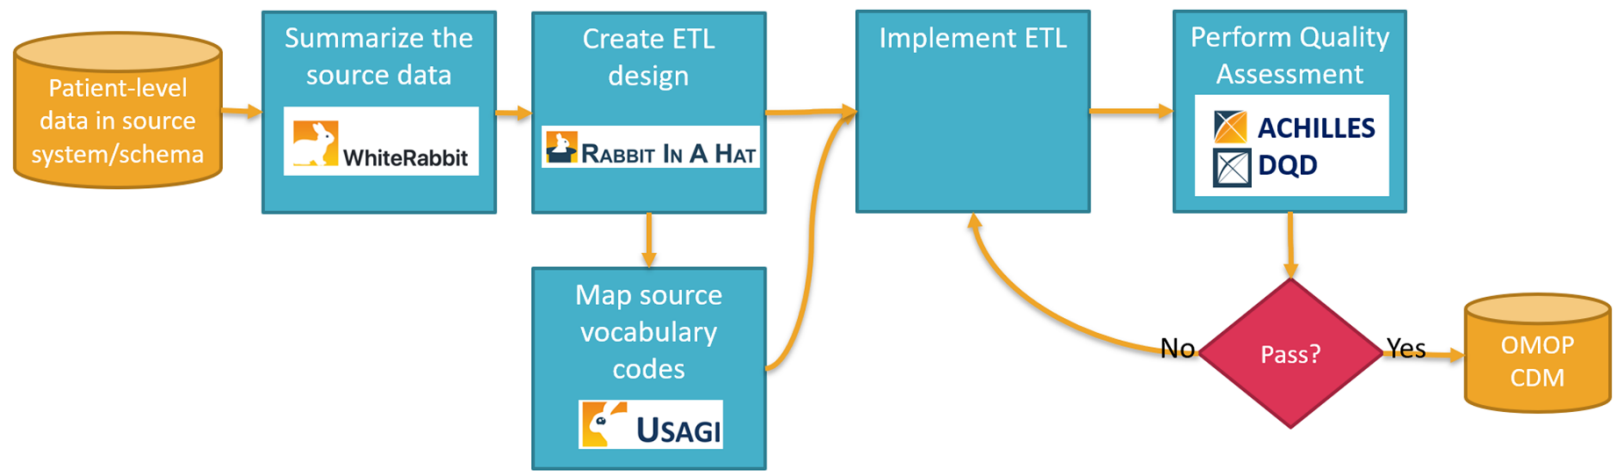 Patient-level
data in source
system/schema
Summarize the
source data
WhiteRabbit
Create ETL
design
RABBIT IN A HAT
Map source
vocabulary
codes
USAGI
Implement ETL
Perform Quality
Assessment
ACHILLES
DQD
Pass?
No
Yes
OMOP
CDM